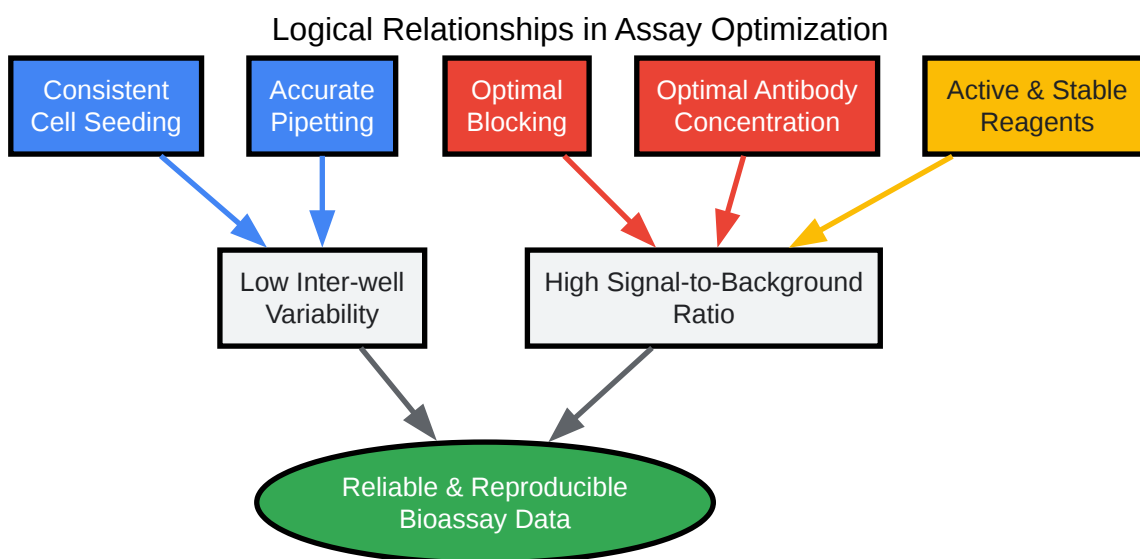 Logical Relationships in Assay Optimization
Consistent
Cell Seeding
Accurate
Pipetting
Optimal
Blocking
Optimal Antibody
Concentration
Active & Stable
Reagents
Low Inter-well
Variability
High Signal-to-Background
Ratio
Reliable & Reproducible
Bioassay Data